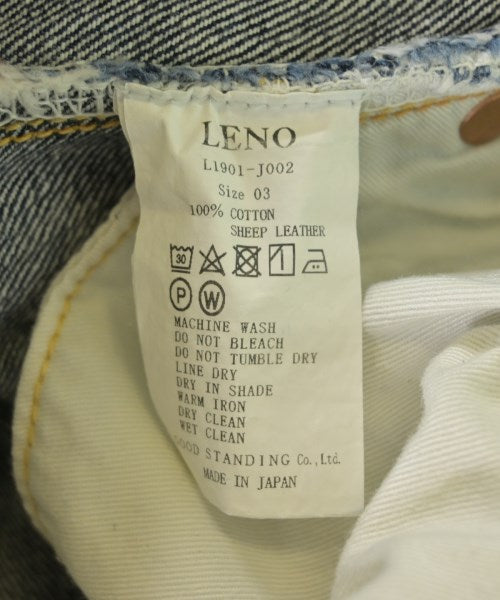 LENO
L1901-J002
Size 03
100% COTTON
SHEEP LEATHER
30
P W
MACHINE WASH
DO NOT BLEACH
DO NOT TUMBLE DRY
LINE DRY
DRY IN SHADE
WARM IRON
DRY CLEAN
WET CLEAN
GOOD STANDING Co.,Ltd.
MADE IN JAPAN